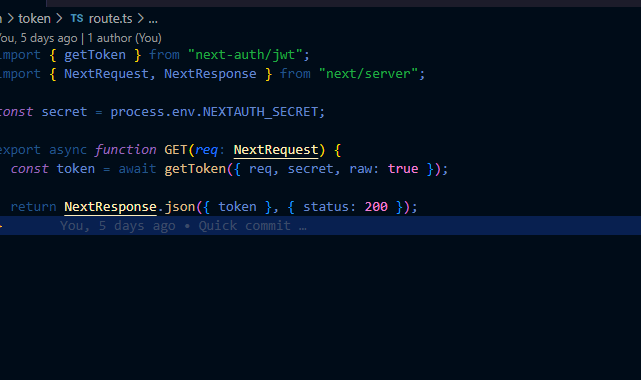 token > TS route.ts > ...
You, 5 days ago | 1 author (You)
import { getToken } from "next-auth/jwt";
import { NextRequest, NextResponse } from "next/server";
const secret = process.env.NEXTAUTH_SECRET;
export async function GET(req: NextRequest) {
const token = await getToken({ req, secret, raw: true });
return NextResponse.json({ token }, { status: 200 });
} You, 5 days ago • Quick commit …